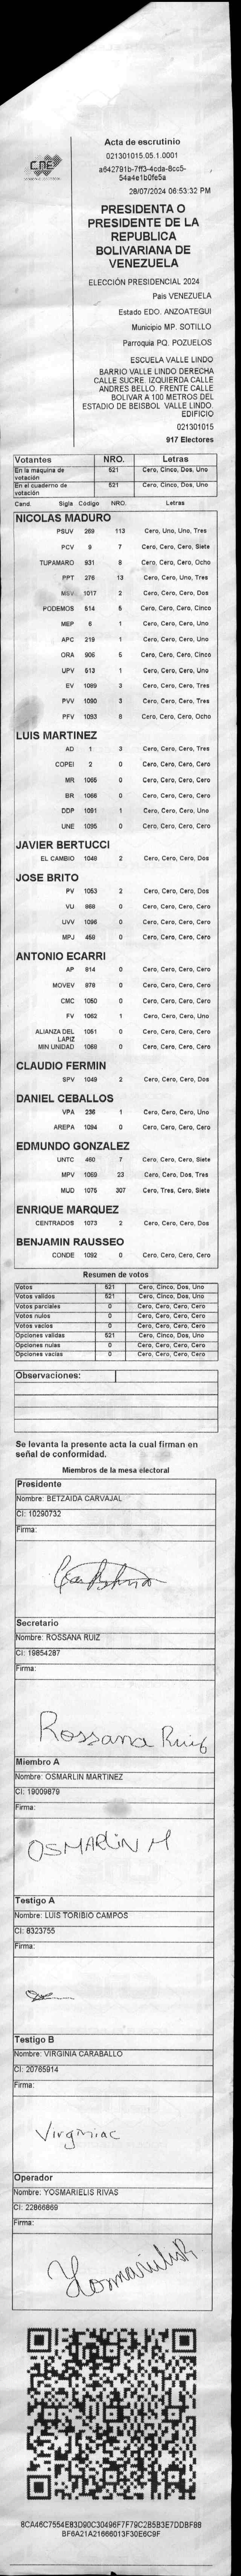 CNE
Acta de escrutinio
021301015.05.1.0001
a642791b-7ff3-4cda-8cc5-
54a4e1b0fe5a
28/07/2024 06:53:32 PM
PRESIDENTA O
PRESIDENTE DE LA
REPUBLICA
BOLIVARIANA DE
VENEZUELA
ELECCIÓN PRESIDENCIAL 2024
País VENEZUELA
Estado EDO. ANZOATEGUI
Municipio MP. SOTILLO
Parroquia PQ. POZUELOS
ESCUELA VALLE LINDO
BARRIO VALLE LINDO DERECHA
CALLE SUCRE. IZQUIERDA CALLE
ANDRES BELLO. FRENTE CALLE
BOLIVAR A 100 METROS DEL
ESTADIO DE BEISBOL VALLE LINDO
EDIFICIO
021301015
917 Electores
Votantes NRO. Letras
En la máquina de votación 521 Cero, Cinco, Dos, Uno
En el cuaderno de votación 521 Cero, Cinco, Dos, Uno
Cand. Sigla Código NRO. Letras
NICOLAS MADURO
PSUV 269 113 Cero, Uno, Uno, Tres
PCV 9 7 Cero, Cero, Cero, Siete
TUPAMARO 931 8 Cero, Cero, Cero, Ocho
PPT 276 13 Cero, Cero, Uno, Tres
MSV 1017 2 Cero, Cero, Cero, Dos
PODEMOS 514 5 Cero, Cero, Cero, Cinco
MEP 6 1 Cero, Cero, Cero, Uno
APC 219 1 Cero, Cero, Cero, Uno
ORA 906 5 Cero, Cero, Cero, Cinco
UPV 513 1 Cero, Cero, Cero, Uno
EV 1089 3 Cero, Cero, Cero, Tres
PVV 1090 3 Cero, Cero, Cero, Tres
PFV 1093 8 Cero, Cero, Cero, Ocho
LUIS MARTINEZ
AD 1 3 Cero, Cero, Cero, Tres
COPEI 2 0 Cero, Cero, Cero, Cero
MR 1065 0 Cero, Cero, Cero, Cero
BR 1066 0 Cero, Cero, Cero, Cero
DDP 1091 1 Cero, Cero, Cero, Uno
UNE 1095 0 Cero, Cero, Cero, Cero
JAVIER BERTUCCI
EL CAMBIO 1048 2 Cero, Cero, Cero, Dos
JOSE BRITO
PV 1053 2 Cero, Cero, Cero, Dos
VU 868 0 Cero, Cero, Cero, Cero
UVV 1096 0 Cero, Cero, Cero, Cero
MPJ 459 0 Cero, Cero, Cero, Cero
ANTONIO ECARRI
AP 914 0 Cero, Cero, Cero, Cero
MOVEV 979 0 Cero, Cero, Cero, Cero
CMC 1050 0 Cero, Cero, Cero, Cero
FV 1062 1 Cero, Cero, Cero, Uno
ALIANZA DEL LAPIZ 1051 0 Cero, Cero, Cero, Cero
MIN UNIDAD 1068 0 Cero, Cero, Cero, Cero
CLAUDIO FERMIN
SPV 1049 2 Cero, Cero, Cero, Dos
DANIEL CEBALLOS
VPA 236 1 Cero, Cero, Cero, Uno
AREPA 1094 0 Cero, Cero, Cero, Cero
EDMUNDO GONZALEZ
UNTC 460 7 Cero, Cero, Cero, Siete
MPV 1069 23 Cero, Cero, Dos, Tres
MUD 1075 307 Cero, Tres, Cero, Siete
ENRIQUE MARQUEZ
CENTRADOS 1073 2 Cero, Cero, Cero, Dos
BENJAMIN RAUSSEO
CONDE 1092 0 Cero, Cero, Cero, Cero
Resumen de votos
Votos 521 Cero, Cinco, Dos, Uno
Votos validos 521 Cero, Cinco, Dos, Uno
Votos parciales 0 Cero, Cero, Cero, Cero
Votos nulos 0 Cero, Cero, Cero, Cero
Votos vacios 0 Cero, Cero, Cero, Cero
Opciones validas 521 Cero, Cinco, Dos, Uno
Opciones nulas 0 Cero, Cero, Cero, Cero
Opciones vacias 0 Cero, Cero, Cero, Cero
Observaciones:
Se levanta la presente acta la cual firman en
señal de conformidad.
Miembros de la mesa electoral
Presidente
Nombre: BETZAIDA CARVAJAL
CI: 10290732
Firma:
Secretario
Nombre: ROSSANA RUIZ
CI: 19854287
Firma:
Rossana Ruiz
Miembro A
Nombre: OSMARLIN MARTINEZ
CI: 19009879
Firma:
OSMARLIN M
Testigo A
Nombre: LUIS TORIBIO CAMPOS
CI: 8323755
Firma:
Testigo B
Nombre: VIRGINIA CARABALLO
CI: 20765914
Firma:
Virginiac
Operador
Nombre: YOSMARIELIS RIVAS
CI: 22866869
Firma:
8CA46C7554E83D90C30496F7F79C2B5B3E7DDBF88
BF6A21A21666013F30E6C9F